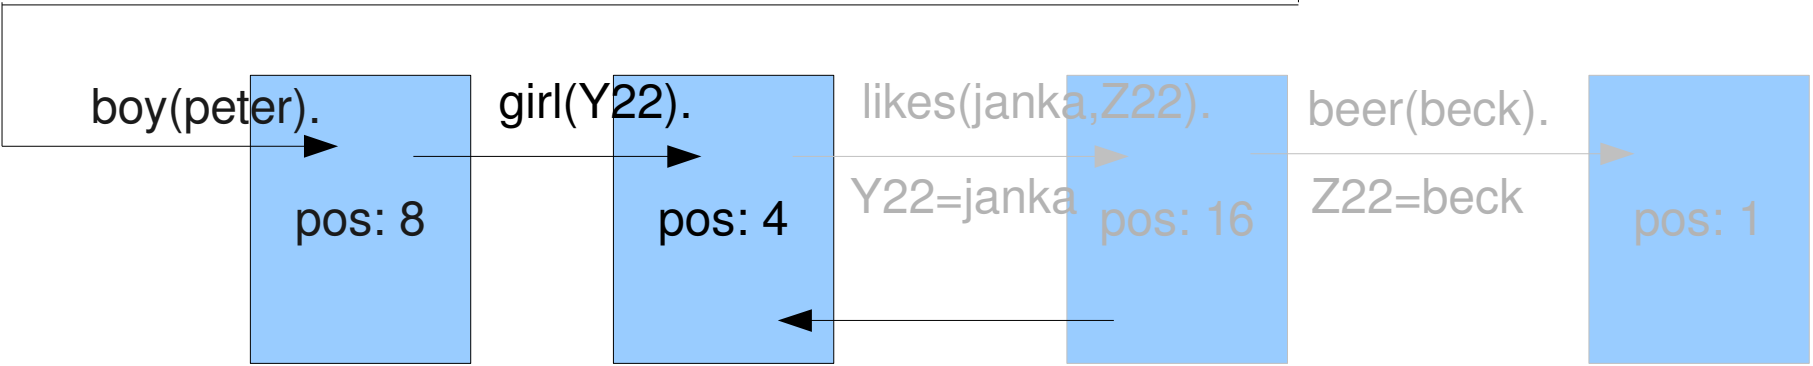 boy(peter).
girl(Y22).
likes(janka,Z22).
beer(beck).
Y22=janka
Z22=beck
pos: 8
pos: 4
pos: 16
pos: 1